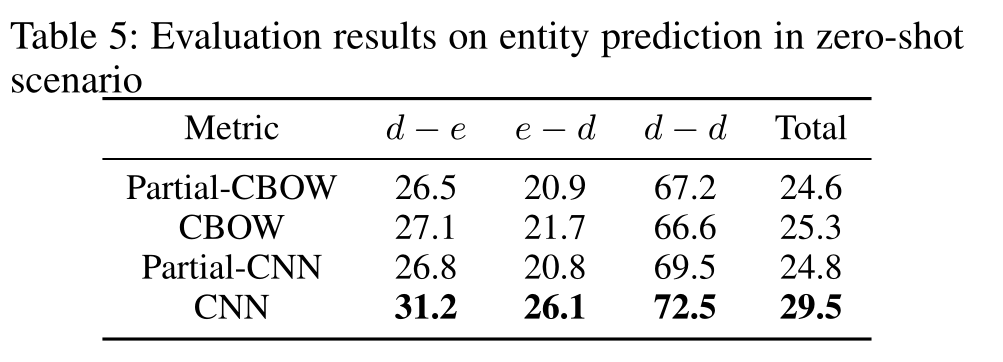 Table 5: Evaluation results on entity prediction in zero-shot
scenario
Metric d − e e − d d − d Total
Partial-CBOW 26.5 20.9 67.2 24.6
CBOW 27.1 21.7 66.6 25.3
Partial-CNN 26.8 20.8 69.5 24.8
CNN 31.2 26.1 72.5 29.5